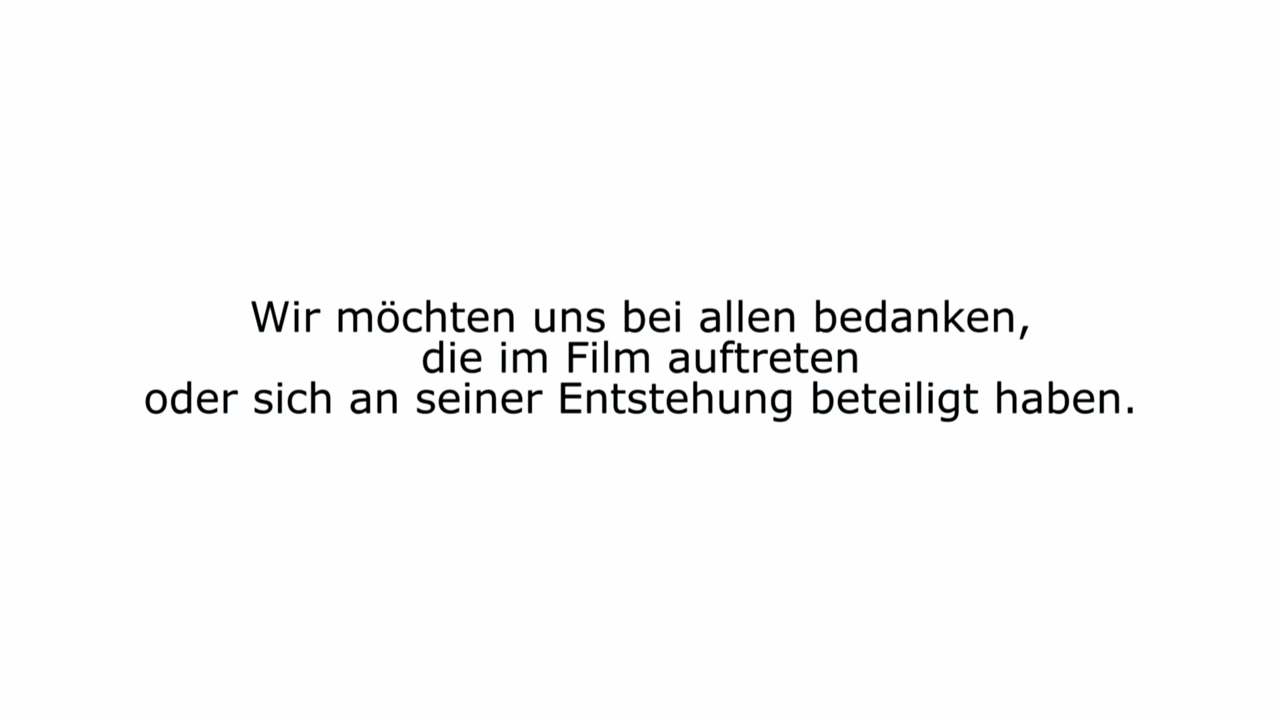 Wir möchten uns bei allen bedanken,
die im Film auftreten
oder sich an seiner Entstehung beteiligt haben.